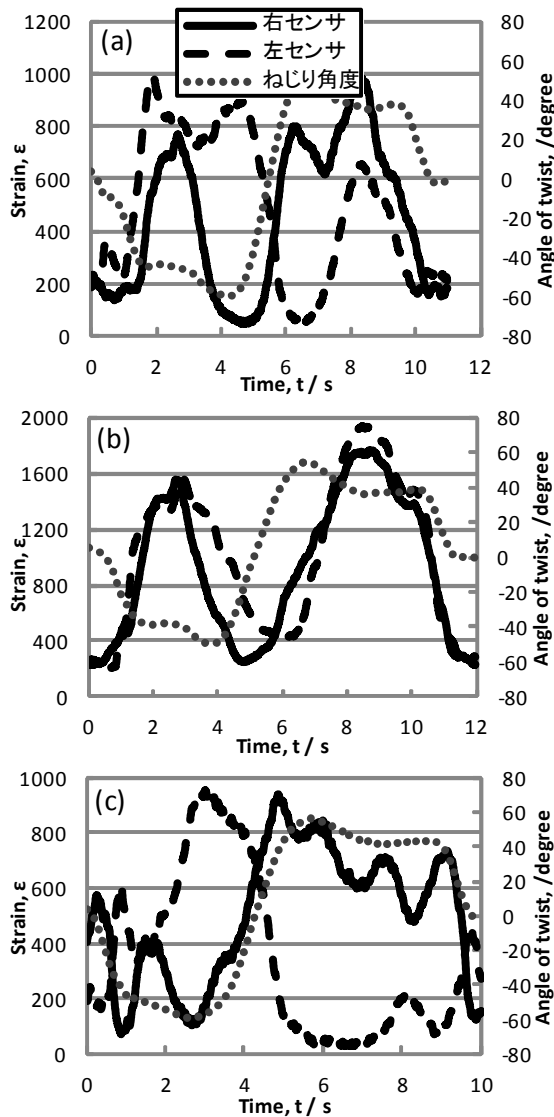 (a)
右センサ
左センサ
ねじり角度
Strain, ε
1200
1000
800
600
400
200
0
80
60
40
20
0
-20
-40
-60
-80
Angle of twist, /degree
0 2 4 6 8 10 12
Time, t / s
(b)
Strain, ε
2000
1600
1200
800
400
0
80
60
40
20
0
-20
-40
-60
-80
Angle of twist, /degree
0 2 4 6 8 10 12
Time, t / s
(c)
Strain, ε
1000
800
600
400
200
0
80
60
40
20
0
-20
-40
-60
-80
Angle of twist, /degree
0 2 4 6 8 10
Time, t / s